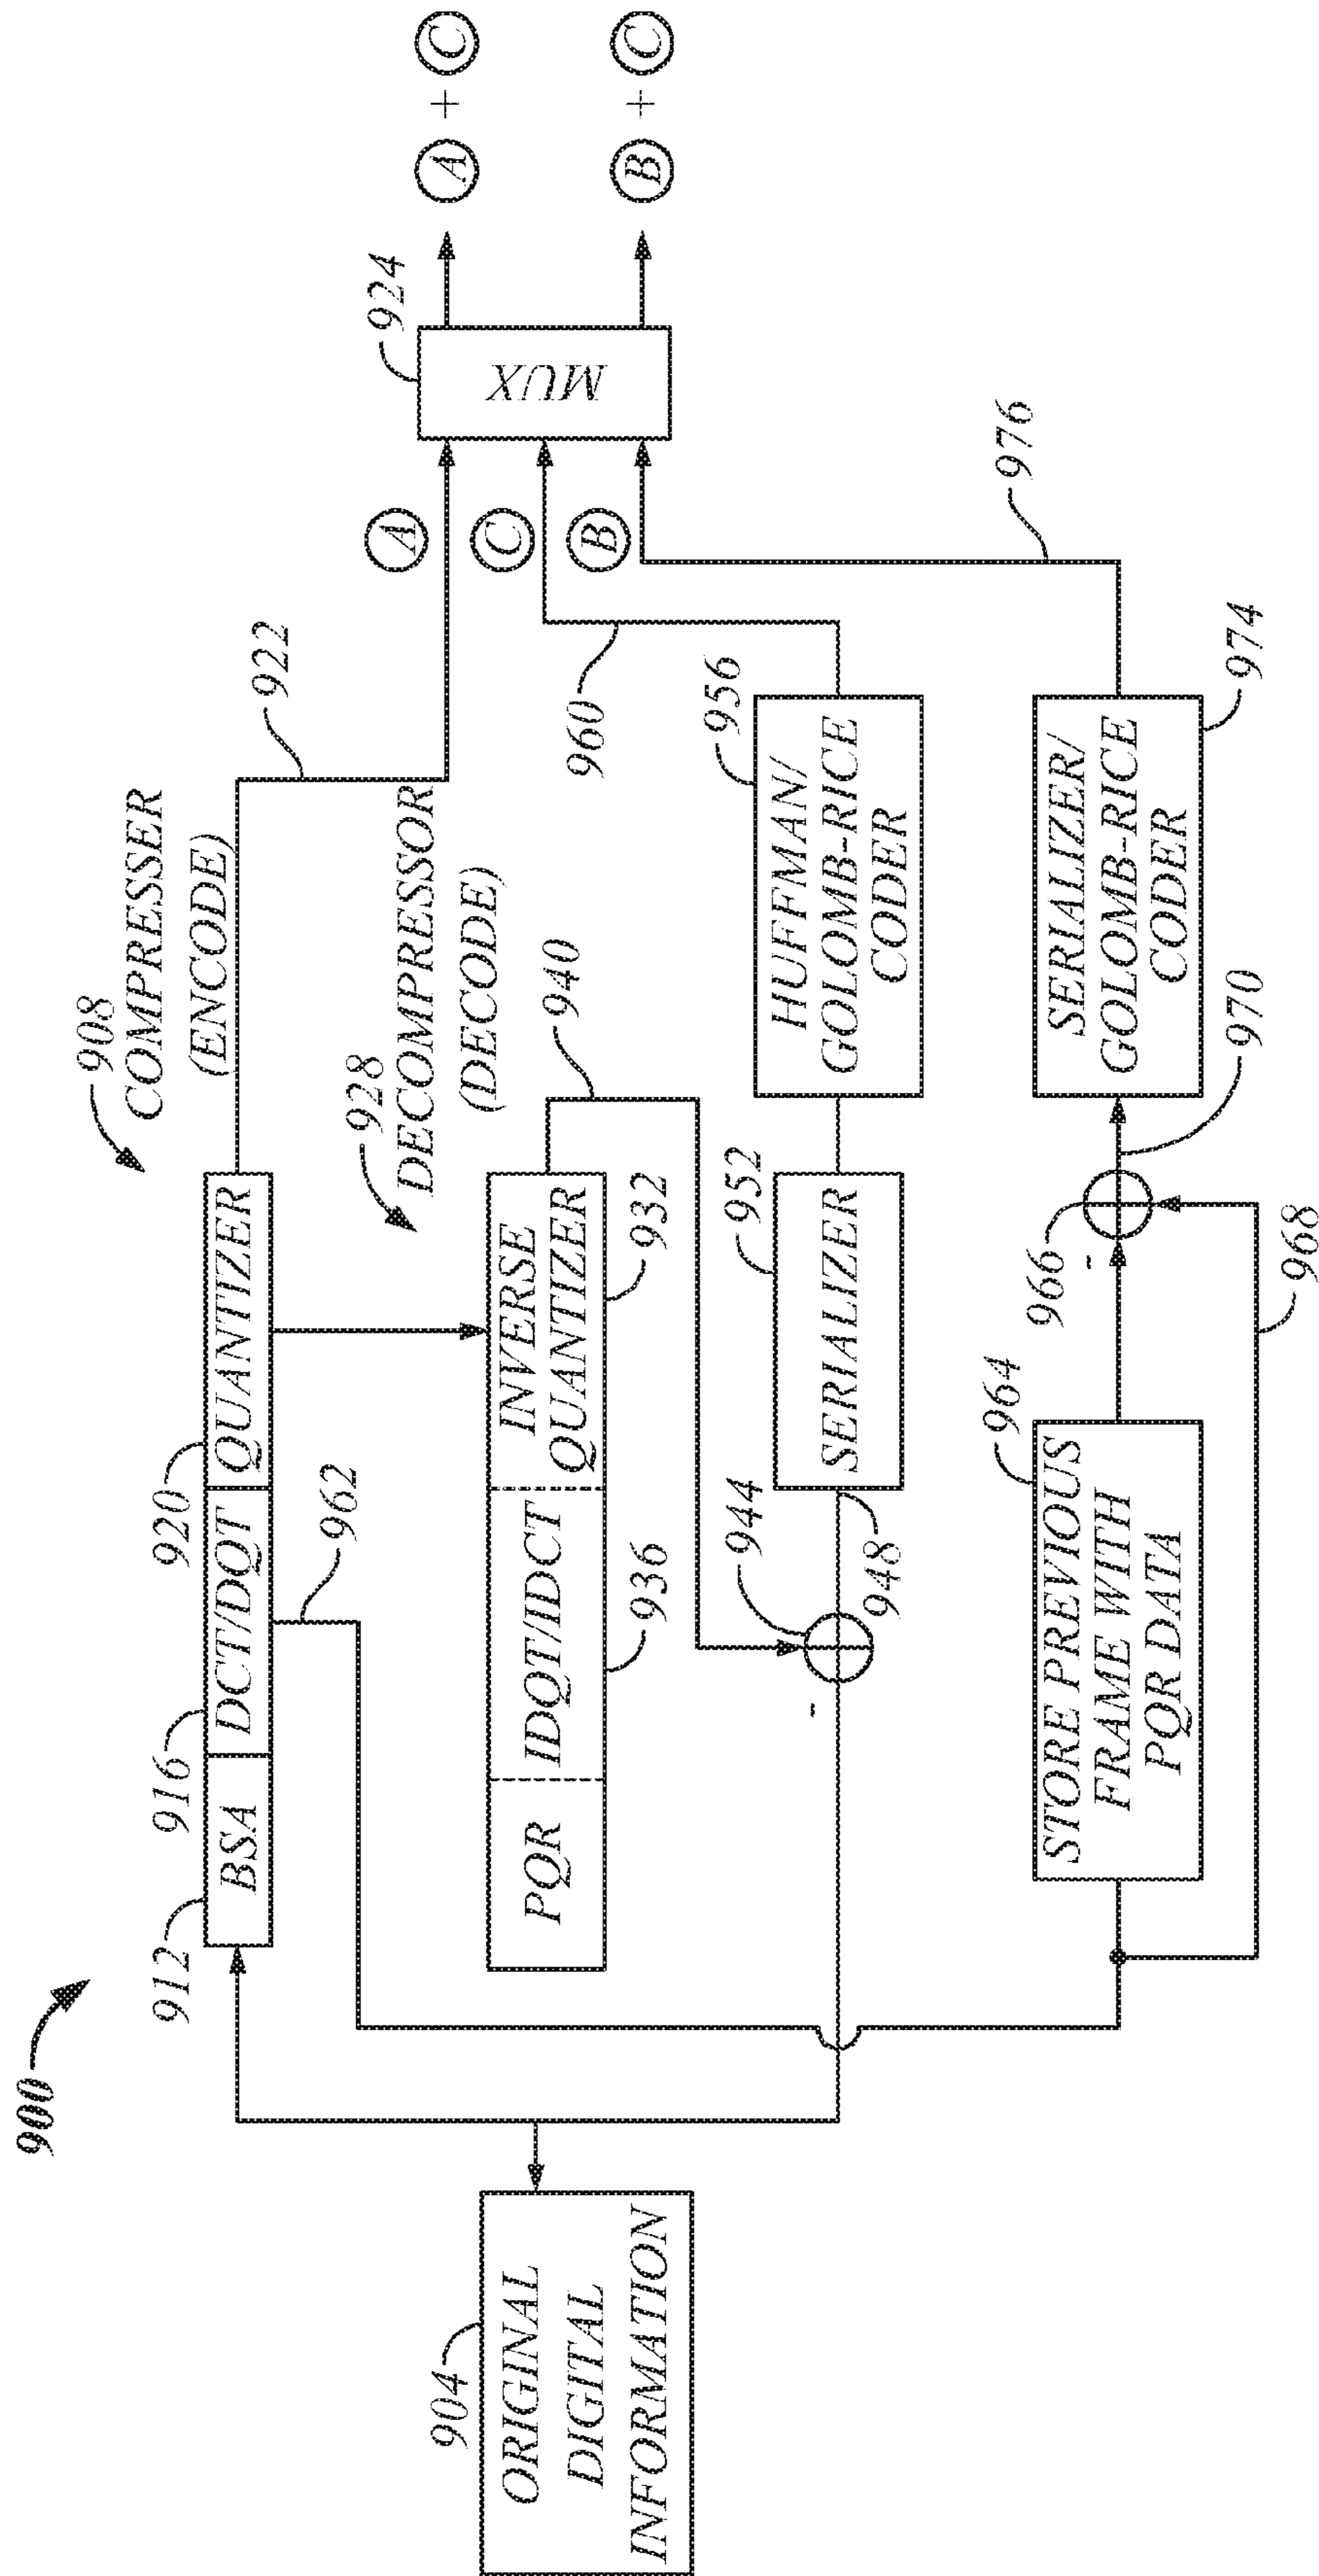 900
904
ORIGINAL
DIGITAL
INFORMATION
908
COMPRESSER
(ENCODE)
912
916
920
BSA
DCT/DQT
QUANTIZER
922
962
928
DECOMPRESSOR
(DECODE)
PQR
IDQT/IDCT
INVERSE
QUANTIZER
932
936
940
944
-
948
952
SERIALIZER
956
HUFFMAN/
GOLOMB-RICE
CODER
960
964
STORE PREVIOUS
FRAME WITH
PQR DATA
966
-
968
970
SERIALIZER/
GOLOMB-RICE
CODER
974
976
A
C
B
924
MUX
A + C
B + C